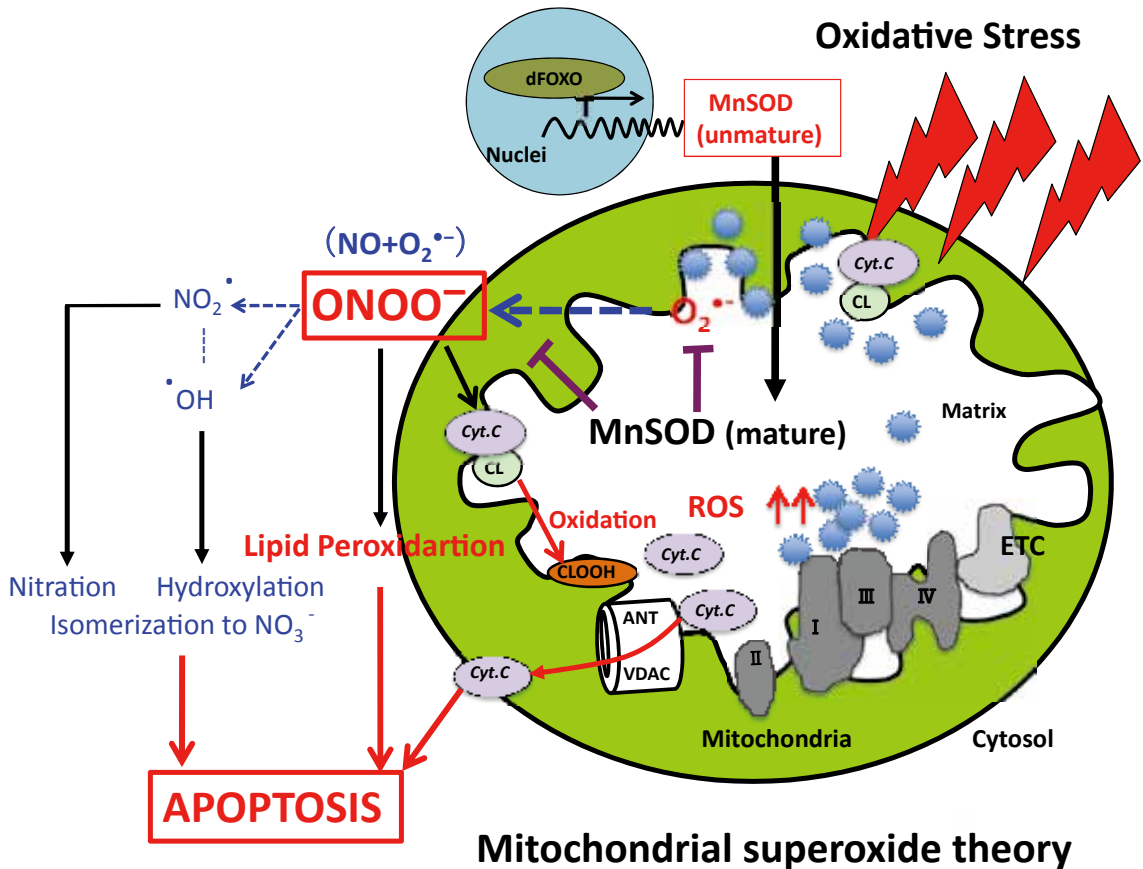 Oxidative Stress
dFOXO
Nuclei
MnSOD
(unmature)
(NO+O₂•⁻)
ONOO⁻
NO₂•
•OH
O₂•-
Cyt.C
CL
Matrix
MnSOD (mature)
Cyt.C
CL
Oxidation
ROS
Lipid Peroxidartion
Cyt.C
ETC
CLOOH
Nitration
Hydroxylation
Isomerization to NO₃⁻
ANT
VDAC
Cyt.C
I
II
III
IV
Cyt.C
Mitochondria
Cytosol
APOPTOSIS
Mitochondrial superoxide theory